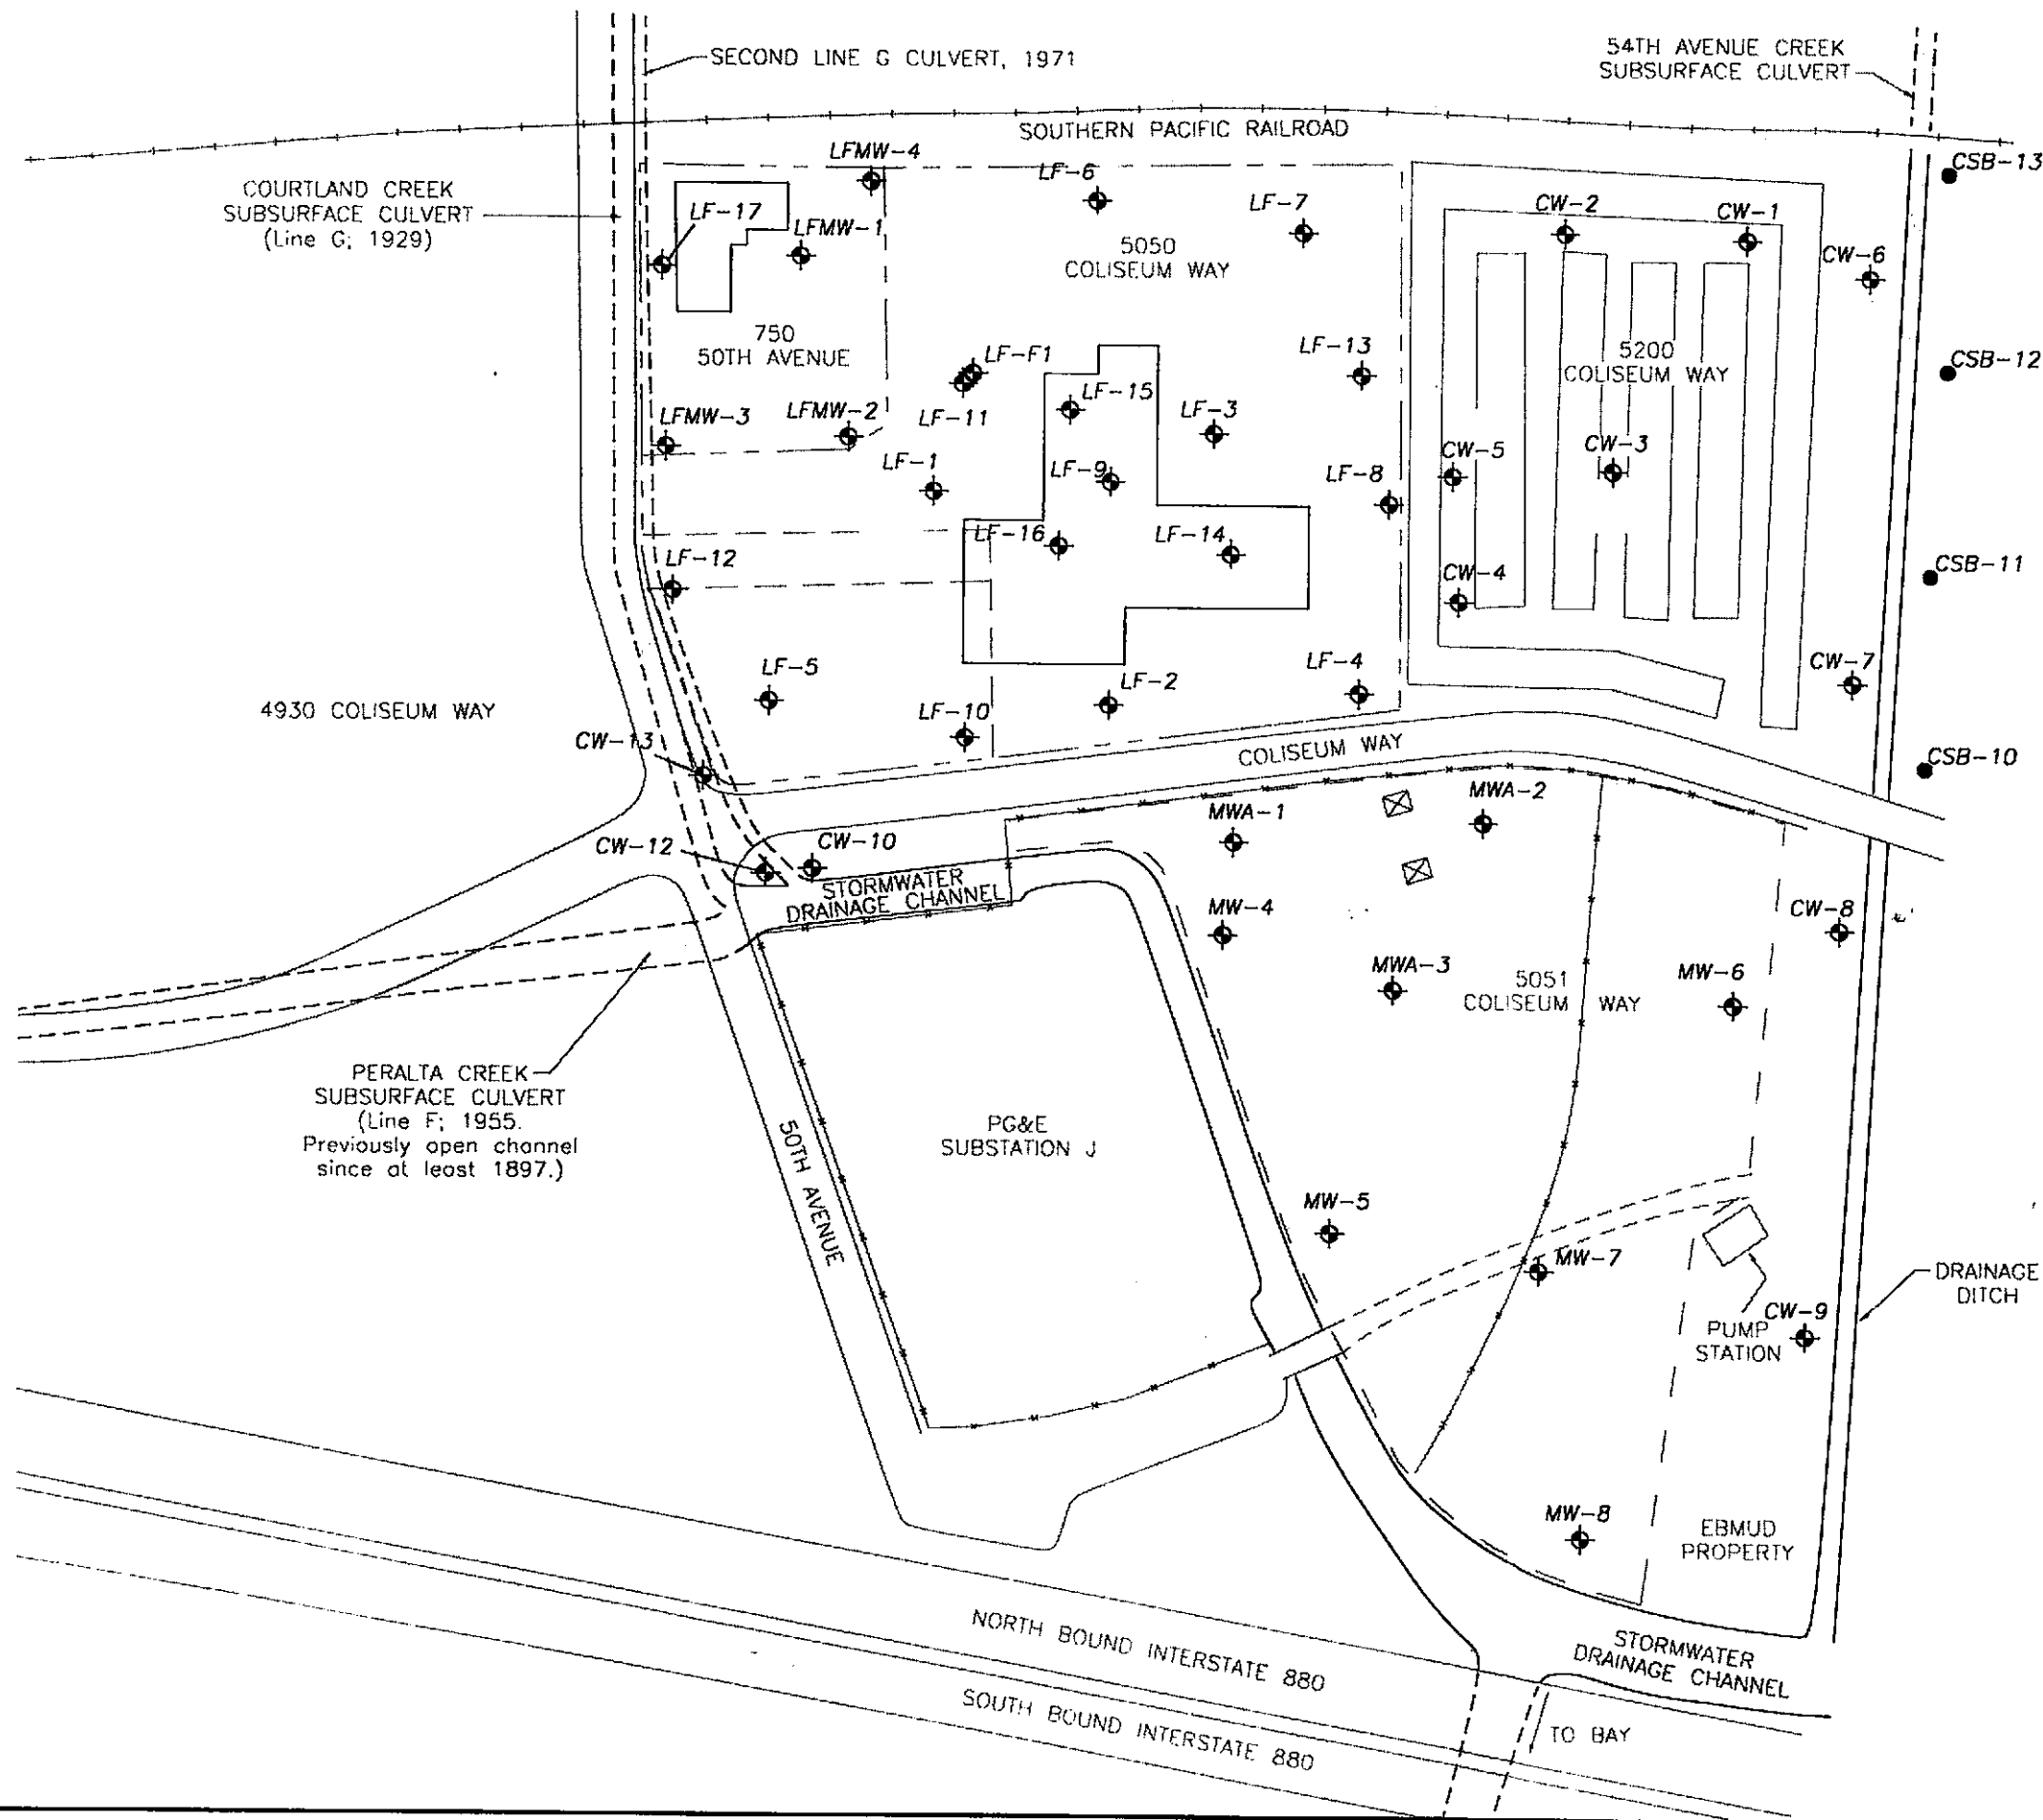 SECOND LINE G CULVERT, 1971
54TH AVENUE CREEK
SUBSURFACE CULVERT
SOUTHERN PACIFIC RAILROAD
COURTLAND CREEK
SUBSURFACE CULVERT
(Line G; 1929)
LFMW-4
LF-17
LFMW-1
LF-6
LF-7
5050
COLISEUM WAY
CW-2
CW-1
CW-6
CSB-13
750
50TH AVENUE
LF-F1
LF-11
LF-15
LF-3
LF-13
5200
COLISEUM WAY
CSB-12
LFMW-3
LFMW-2
LF-1
LF-9
LF-8
CW-5
CW-3
LF-12
LF-16
LF-14
CW-4
CSB-11
LF-5
LF-10
LF-2
LF-4
CW-7
4930 COLISEUM WAY
CW-13
COLISEUM WAY
CSB-10
CW-12
CW-10
STORMWATER
DRAINAGE CHANNEL
MWA-1
MWA-2
MW-4
MWA-3
5051
COLISEUM WAY
CW-8
MW-6
PERALTA CREEK
SUBSURFACE CULVERT
(Line F; 1955.
Previously open channel
since at least 1897.)
50TH AVENUE
PG&E
SUBSTATION J
MW-5
MW-7
DRAINAGE
DITCH
CW-9
PUMP
STATION
MW-8
EBMUD
PROPERTY
NORTH BOUND INTERSTATE 880
SOUTH BOUND INTERSTATE 880
STORMWATER
DRAINAGE CHANNEL
TO BAY